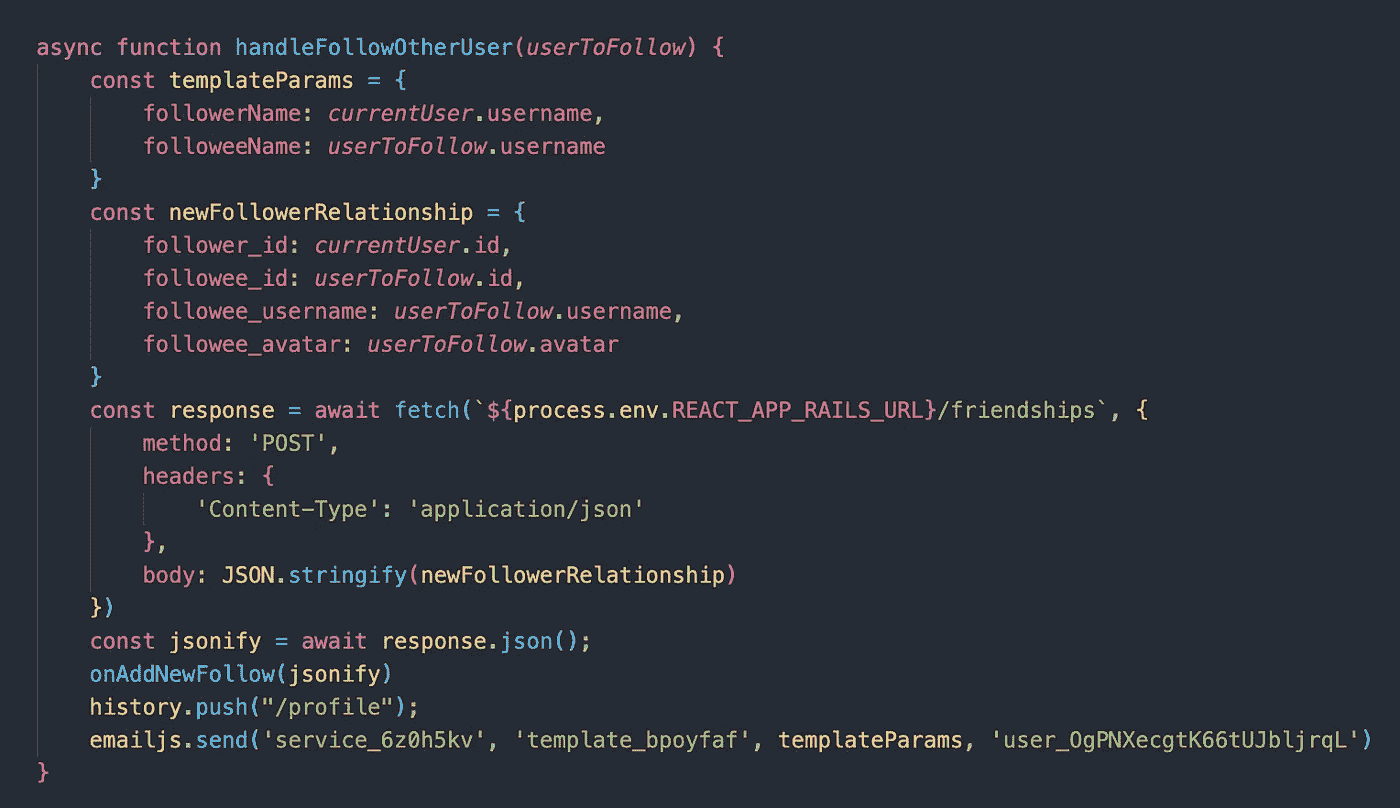 async function handleFollowOtherUser(userToFollow) {
    const templateParams = {
        followerName: currentUser.username,
        followeeName: userToFollow.username
    }
    const newFollowerRelationship = {
        follower_id: currentUser.id,
        followee_id: userToFollow.id,
        followee_username: userToFollow.username,
        followee_avatar: userToFollow.avatar
    }
    const response = await fetch(`${process.env.REACT_APP_RAILS_URL}/friendships`, {
        method: 'POST',
        headers: {
            'Content-Type': 'application/json'
        },
        body: JSON.stringify(newFollowerRelationship)
    })
    const jsonify = await response.json();
    onAddNewFollow(jsonify)
    history.push("/profile");
    emailjs.send('service_6z0h5kv', 'template_bpoyfaf', templateParams, 'user_OgPNXecgtK66tUJbljrqL')
}